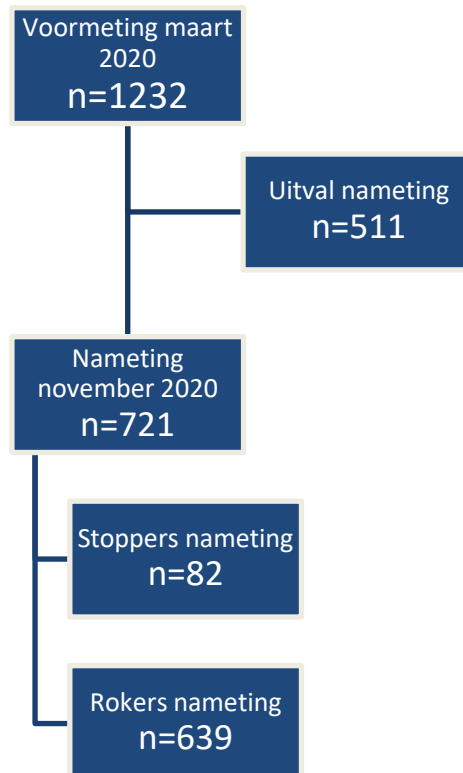 Voormeting maart
2020
n=1232
Uitval nameting
n=511
Nameting
november 2020
n=721
Stoppers nameting
n=82
Rokers nameting
n=639